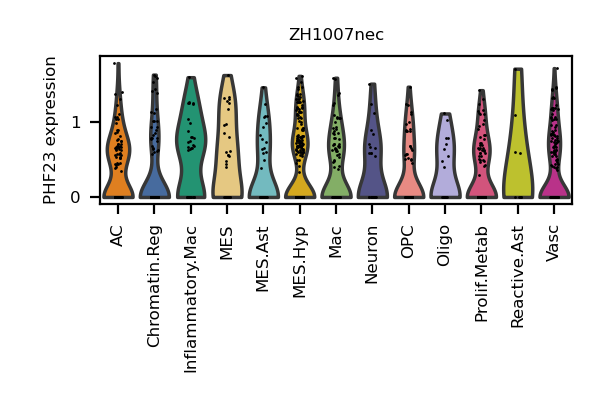 ZH1007nec
PHF23 expression
1
0
AC
Chromatin.Reg
Inflammatory.Mac
MES
MES.Ast
MES.Hyp
Mac
Neuron
OPC
Oligo
Prolif.Metab
Reactive.Ast
Vasc